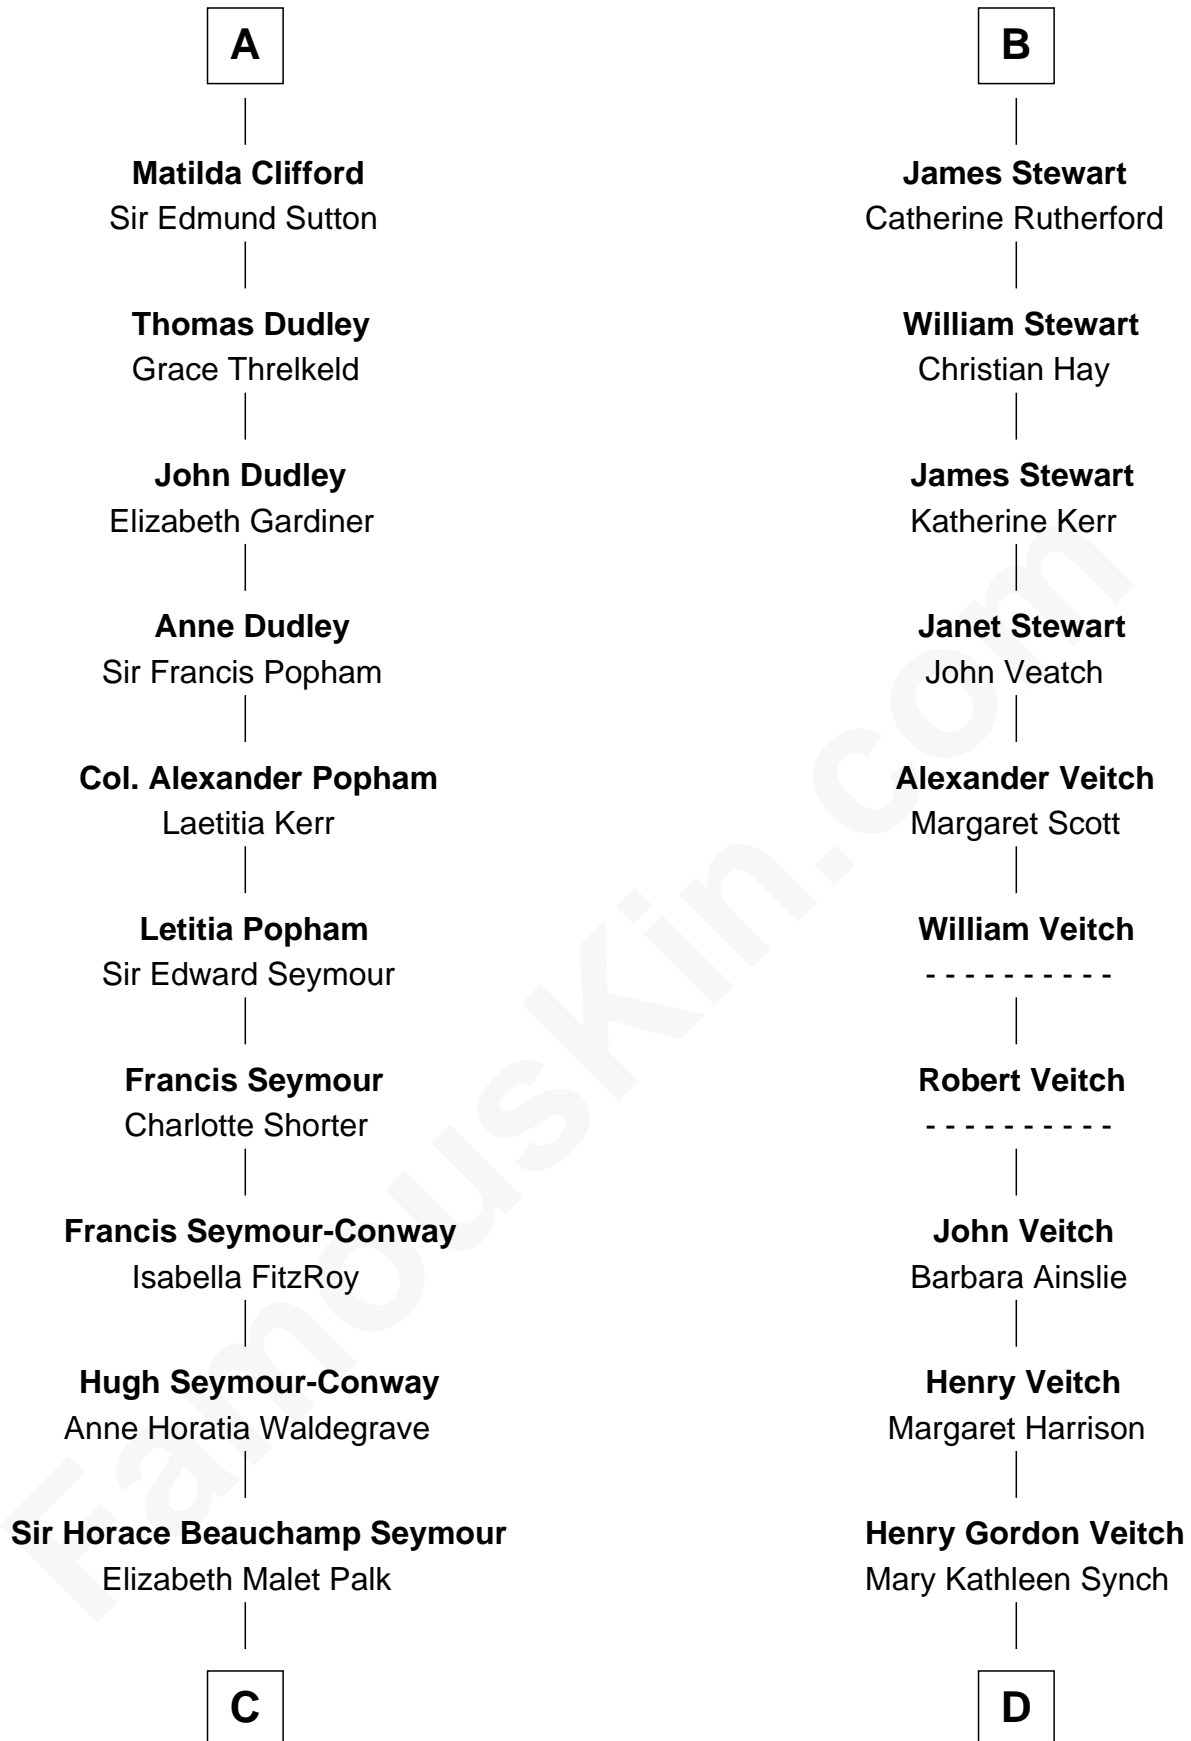 A
Matilda Clifford
Sir Edmund Sutton
Thomas Dudley
Grace Threlkeld
John Dudley
Elizabeth Gardiner
Anne Dudley
Sir Francis Popham
Col. Alexander Popham
Laetitia Kerr
Letitia Popham
Sir Edward Seymour
Francis Seymour
Charlotte Shorter
Francis Seymour-Conway
Isabella FitzRoy
Hugh Seymour-Conway
Anne Horatia Waldegrave
Sir Horace Beauchamp Seymour
Elizabeth Malet Palk
C
B
James Stewart
Catherine Rutherford
William Stewart
Christian Hay
James Stewart
Katherine Kerr
Janet Stewart
John Veatch
Alexander Veitch
Margaret Scott
William Veitch
- - - - - - - - - -
Robert Veitch
- - - - - - - - - -
John Veitch
Barbara Ainslie
Henry Veitch
Margaret Harrison
Henry Gordon Veitch
Mary Kathleen Synch
D
FamousKin.com